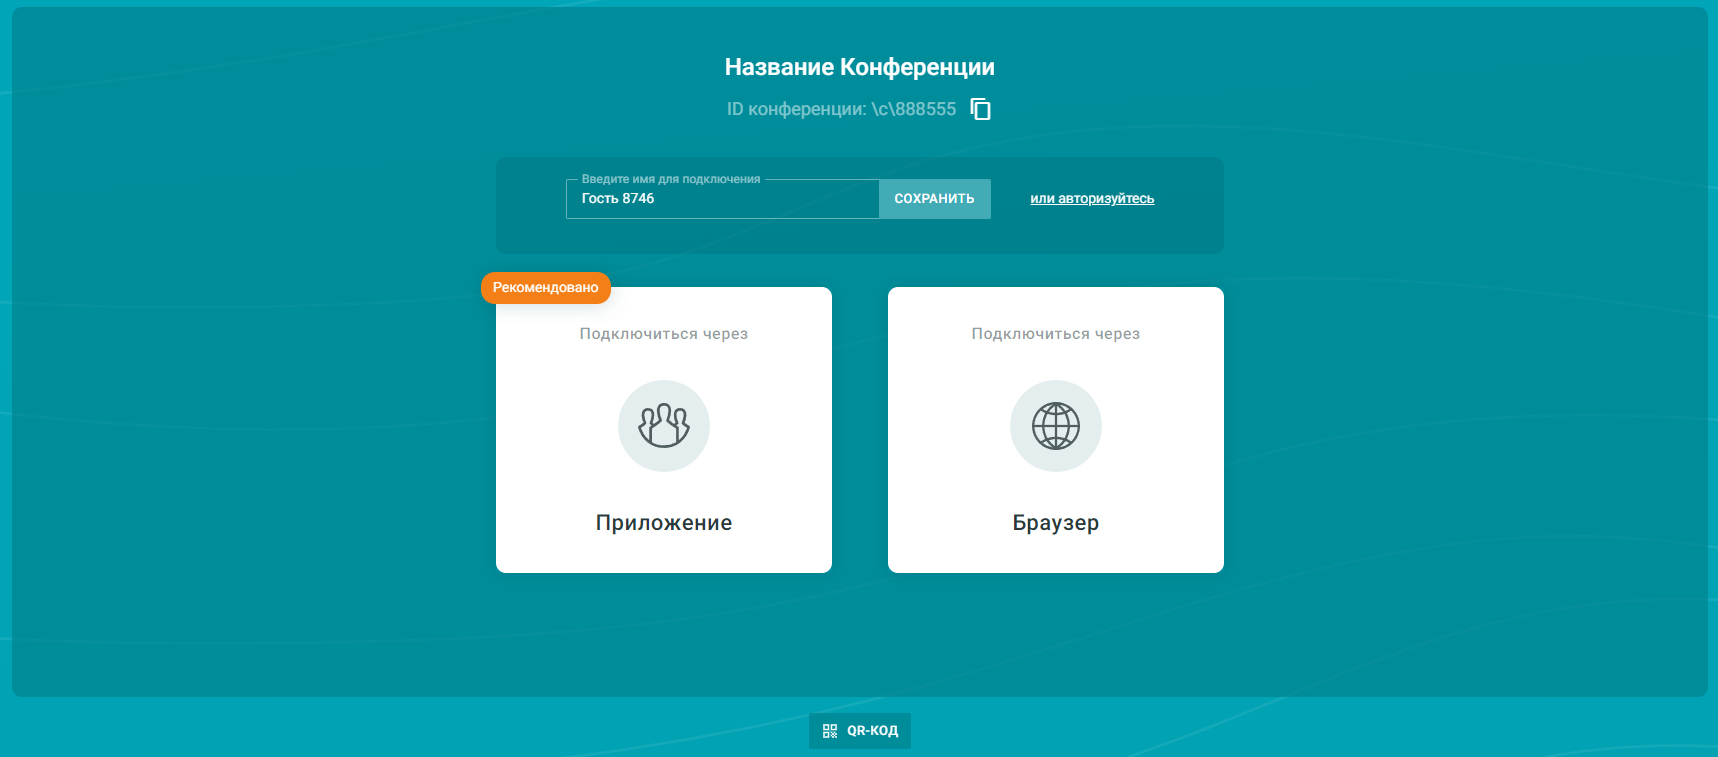 Название Конференции
ID конференции: \c\888555
Введите имя для подключения
Гость 8746
СОХРАНИТЬ
или авторизуйтесь
Рекомендовано
Подключиться через
Приложение
Подключиться через
Браузер
QR-КОД